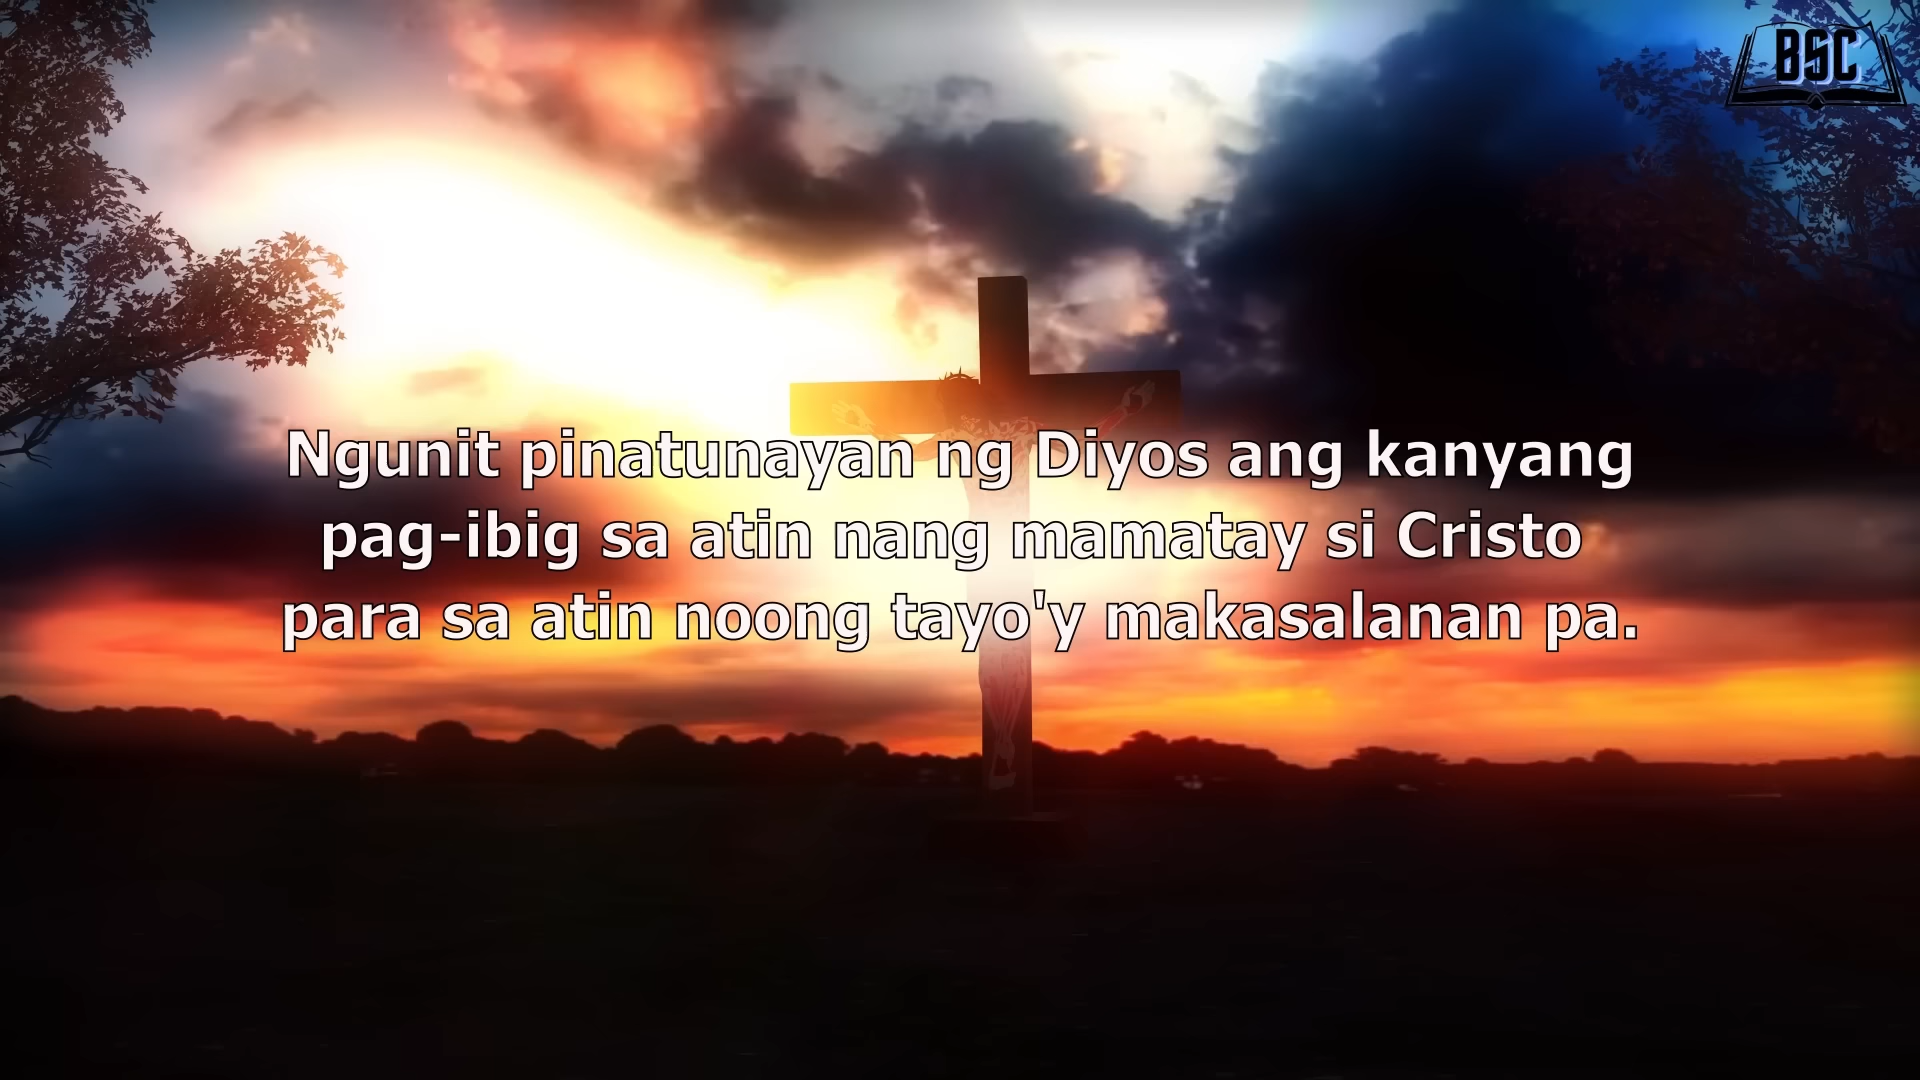 BSC
Ngunit pinatunayan ng Diyos ang kanyang
pag-ibig sa atin nang mamatay si Cristo
para sa atin noong tayo'y makasalanan pa.